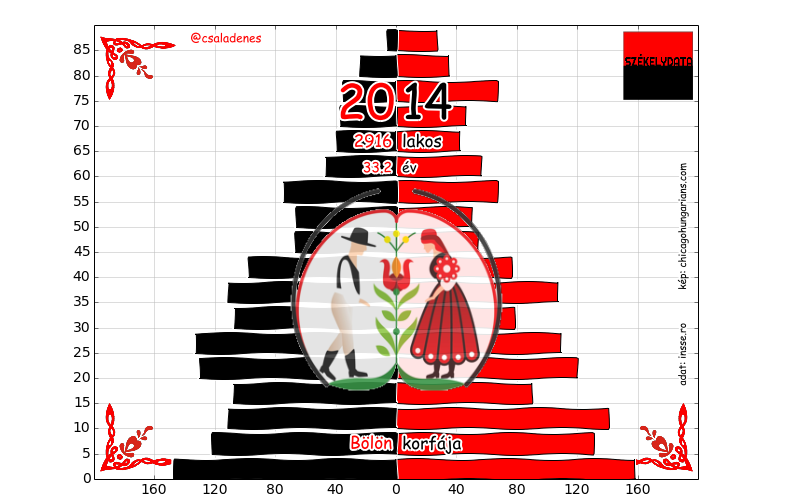 @csaladenes
SZÉKELYDATA
2014
2916 lakos
33.2 év
kép: chicagohungarians.com
adat: insse.ro
Bölön korfája
85
80
75
70
65
60
55
50
45
40
35
30
25
20
15
10
5
0
160 120 80 40 0 40 80 120 160